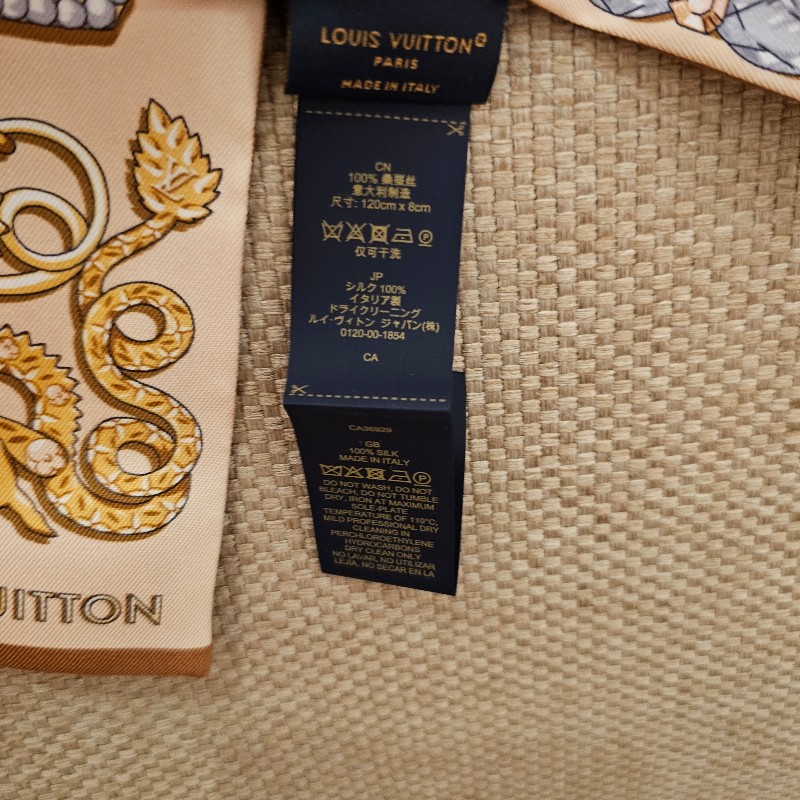 LOUIS VUITTON
PARIS
MADE IN ITALY
CN
100% 桑蚕丝
意大利制造
尺寸: 120cm x 8cm
仅可干洗
JP
シルク 100%
イタリア製
ドライクリーニング
ルイ・ヴィトン ジャパン(株)
0120-00-1854
CA
CA36929
GB
100% SILK
MADE IN ITALY
DO NOT WASH, DO NOT
BLEACH, DO NOT TUMBLE
DRY, IRON AT MAXIMUM
SOLE-PLATE
TEMPERATURE OF 110°C,
MILD PROFESSIONAL DRY
CLEANING IN
PERCHLOROETHYLENE
HYDROCARBONS
DRY CLEAN ONLY
NO LAVAR, NO UTILIZAR
LEJÍA, NO SECAR EN LA
UITTON